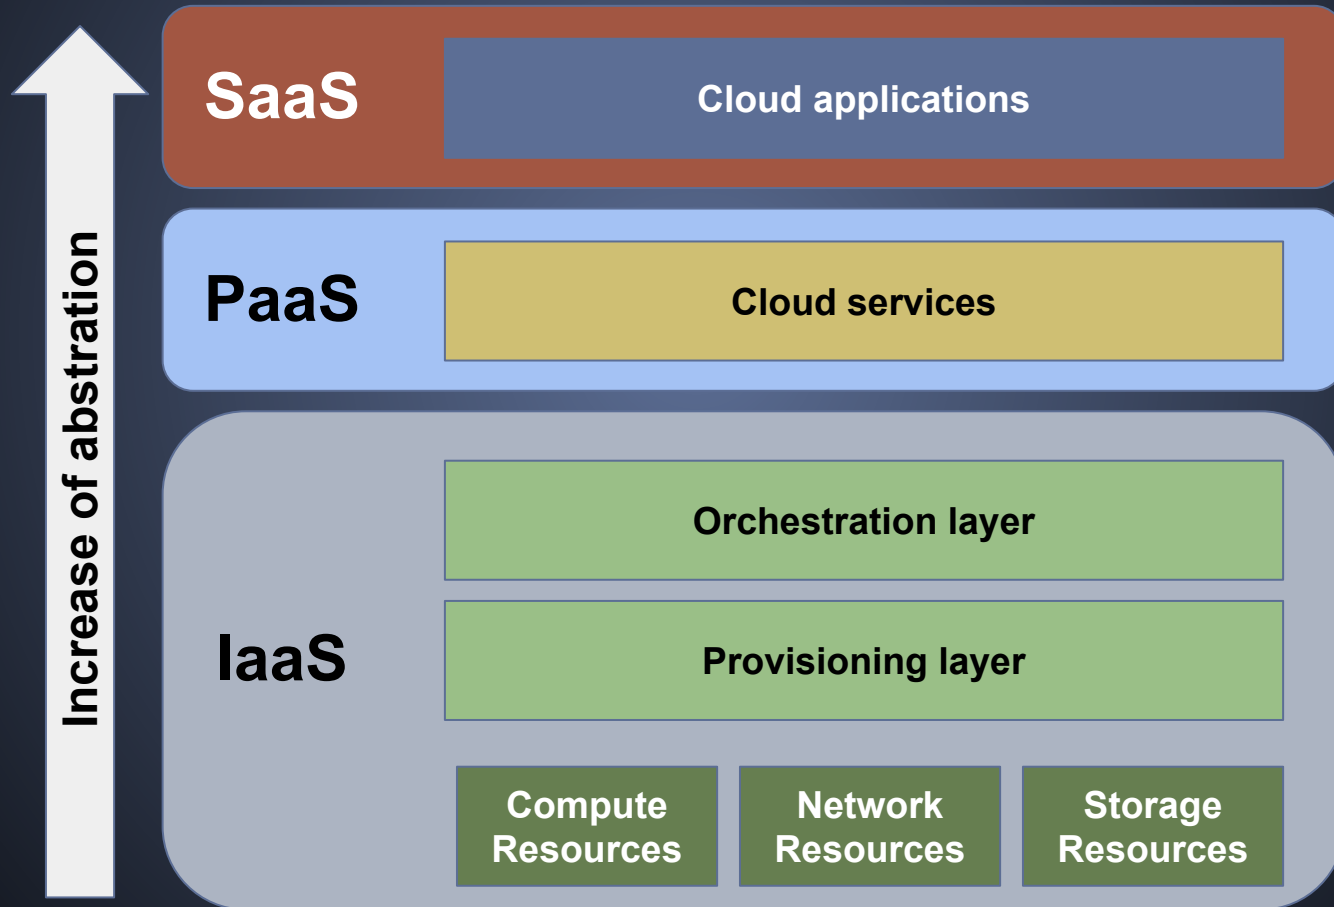 SaaS
Cloud applications
PaaS
Cloud services
Increase of abstration
IaaS
Orchestration layer
Provisioning layer
Compute
Resources
Network
Resources
Storage
Resources